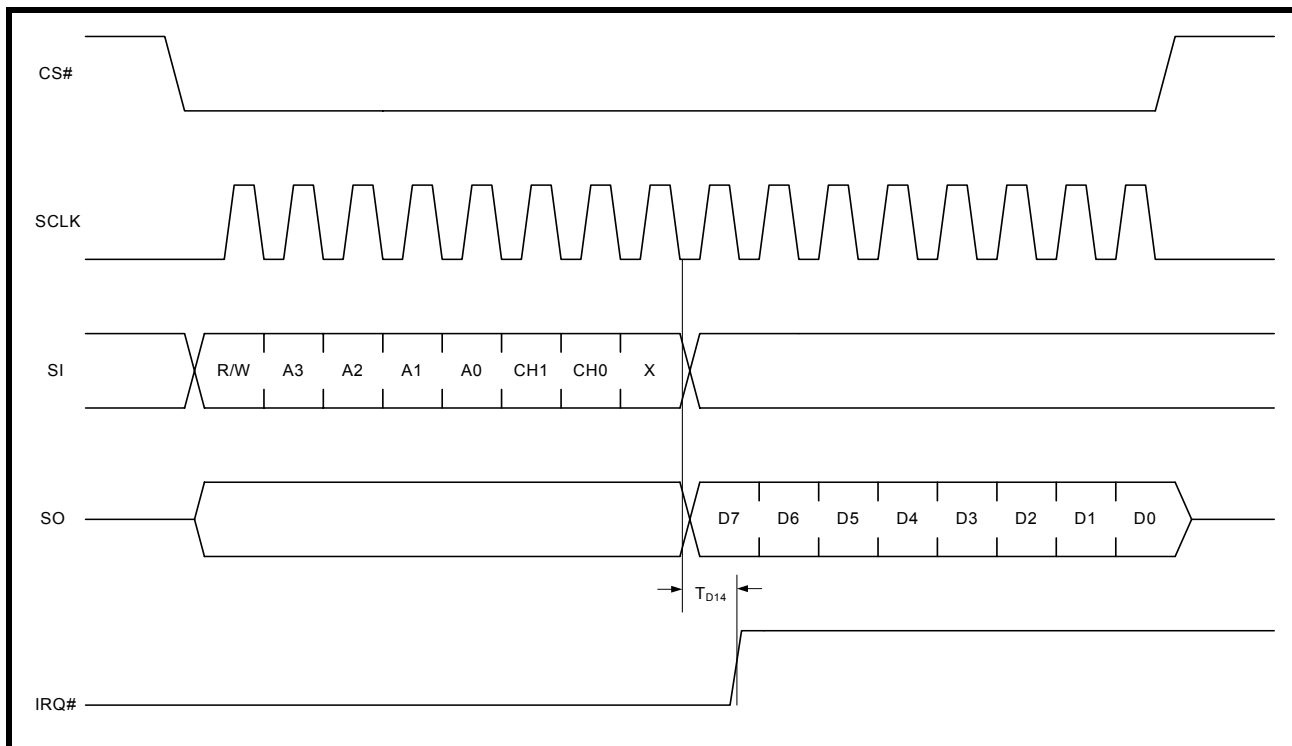 CS#
SCLK
SI
R/W A3 A2 A1 A0 CH1 CH0 X
SO
D7 D6 D5 D4 D3 D2 D1 D0
TD14
IRQ#